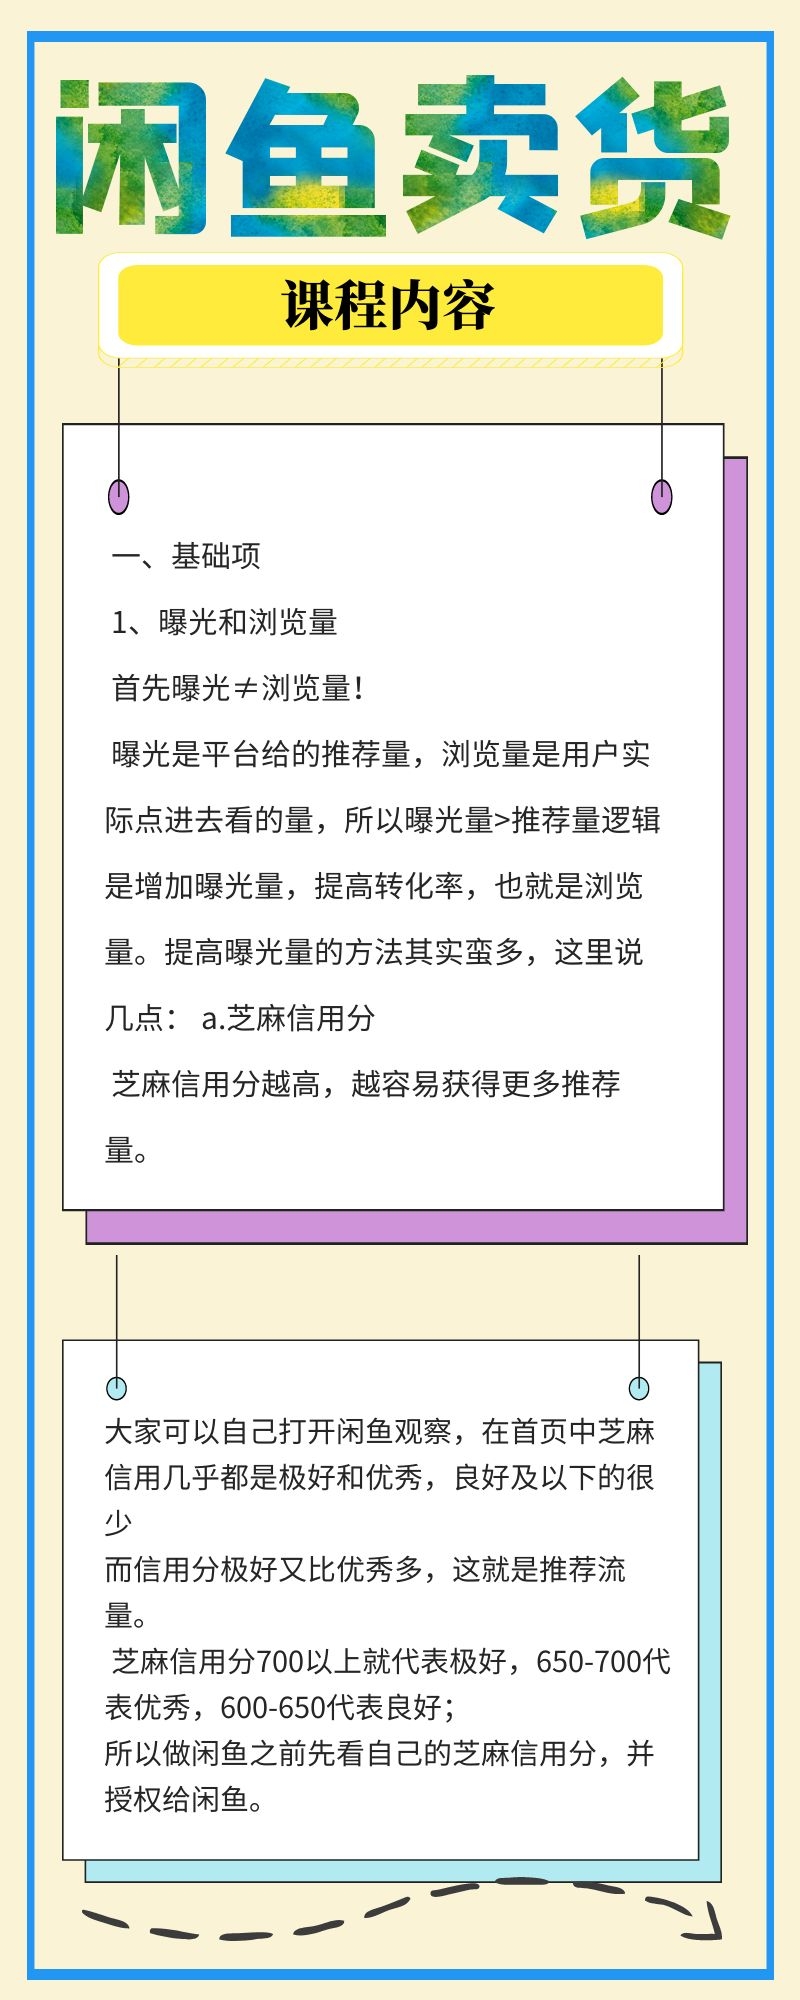 闲鱼卖货
课程内容
一、基础项
1、曝光和浏览量
首先曝光≠浏览量！
曝光是平台给的推荐量，浏览量是用户实
际点进去看的量，所以曝光量>推荐量逻辑
是增加曝光量，提高转化率，也就是浏览
量。提高曝光量的方法其实蛮多，这里说
几点： a.芝麻信用分
芝麻信用分越高，越容易获得更多推荐
量。
大家可以自己打开闲鱼观察，在首页中芝麻
信用几乎都是极好和优秀，良好及以下的很
少
而信用分极好又比优秀多，这就是推荐流
量。
芝麻信用分700以上就代表极好，650-700代
表优秀，600-650代表良好；
所以做闲鱼之前先看自己的芝麻信用分，并
授权给闲鱼。